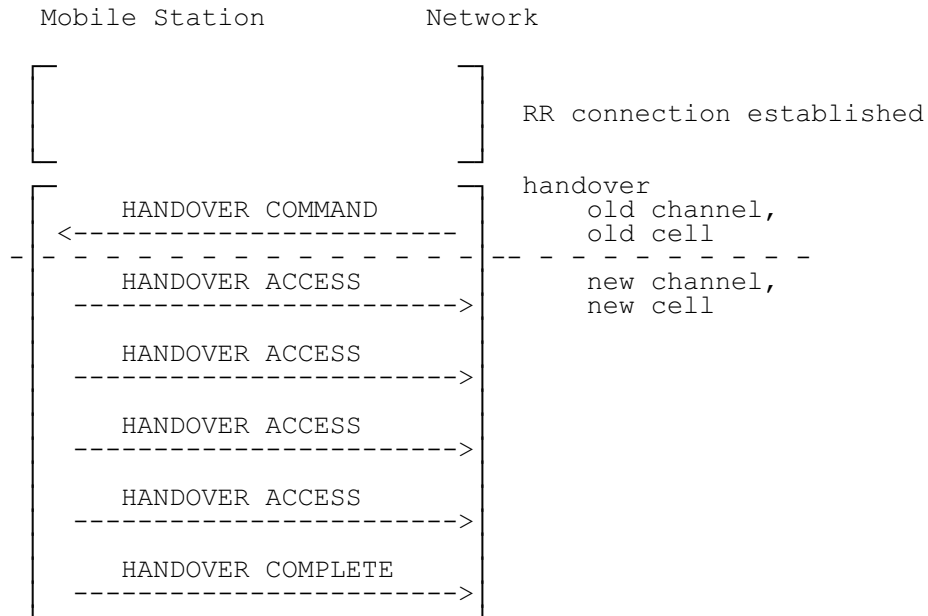 Mobile Station Network
RR connection established
handover
HANDOVER COMMAND old channel,
old cell
HANDOVER ACCESS new channel,
new cell
HANDOVER ACCESS
HANDOVER ACCESS
HANDOVER ACCESS
HANDOVER COMPLETE